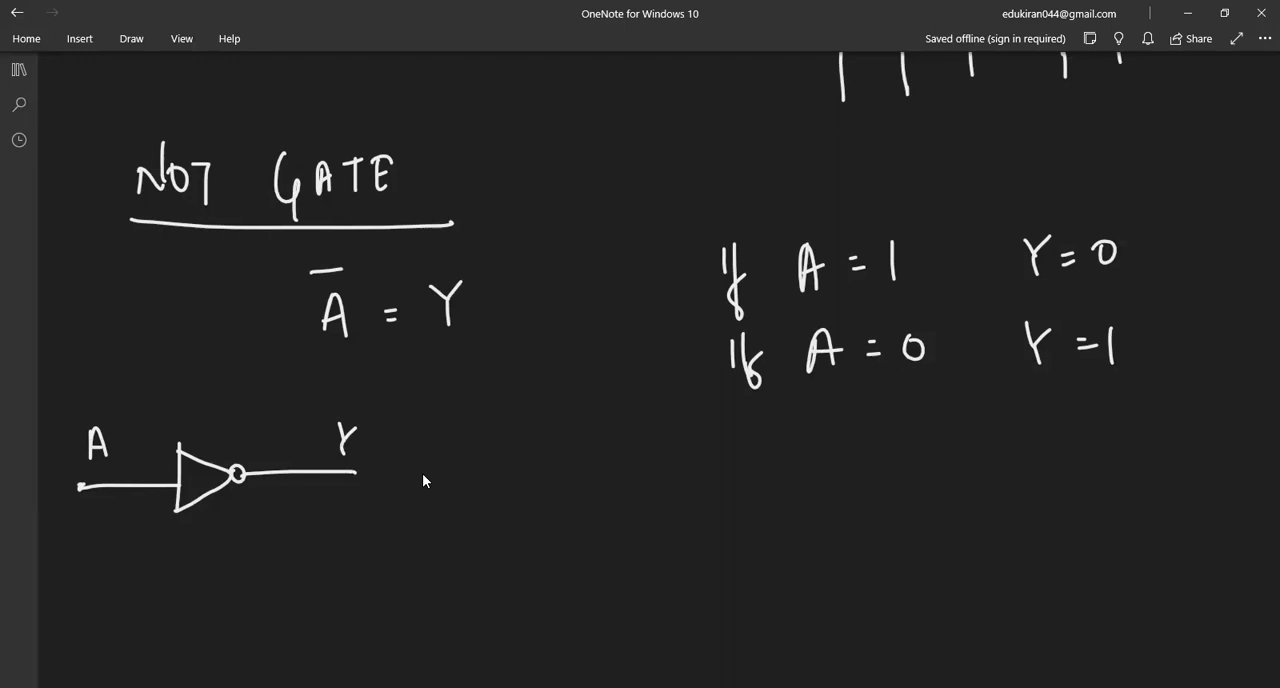 OneNote for Windows 10
edukiran044@gmail.com
Home Insert Draw View Help
Saved offline (sign in required) Share
NOT GATE
A̅ = Y
If A = 1 Y = 0
If A = 0 Y = 1
A Y